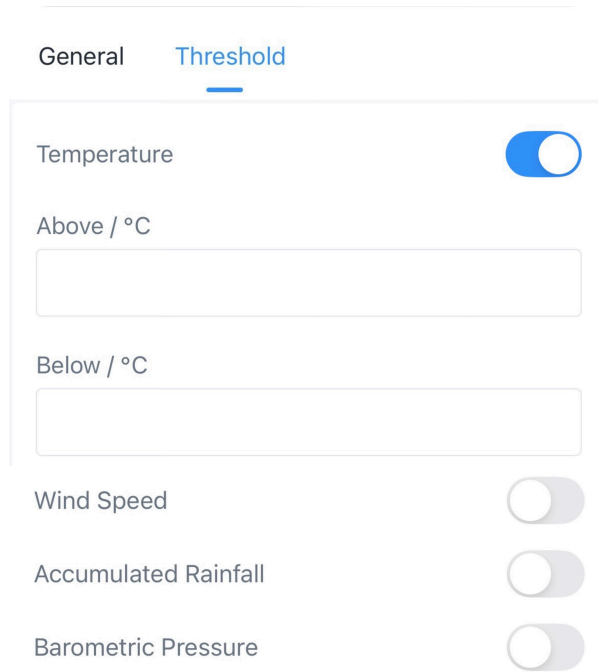 General Threshold
Temperature
Above / °C
Below / °C
Wind Speed
Accumulated Rainfall
Barometric Pressure